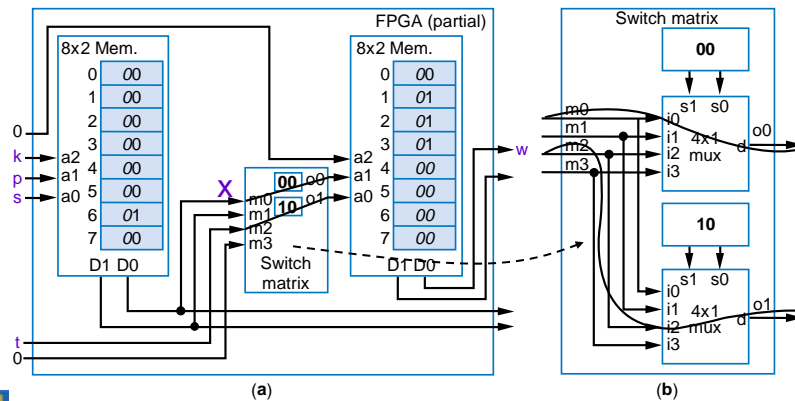 FPGA (partial)
Switch matrix
8x2 Mem.
8x2 Mem.
0 00
1 00
2 00
3 00
4 00
5 00
6 01
7 00
0 00
1 01
2 01
3 01
4 00
5 00
6 00
7 00
0
k
p
s
a2
a1
a0
D1 D0
t
0
X
m0
m1
m2
m3
00 o0
10 o1
Switch
matrix
a2
a1
a0
D1 D0
w
00
s1 s0
m0
m1
m2
m3
i0
i1
i2
i3
4x1
mux
d
o0
10
s1 s0
i0
i1
i2
i3
4x1
mux
d
o1
(a)
(b)